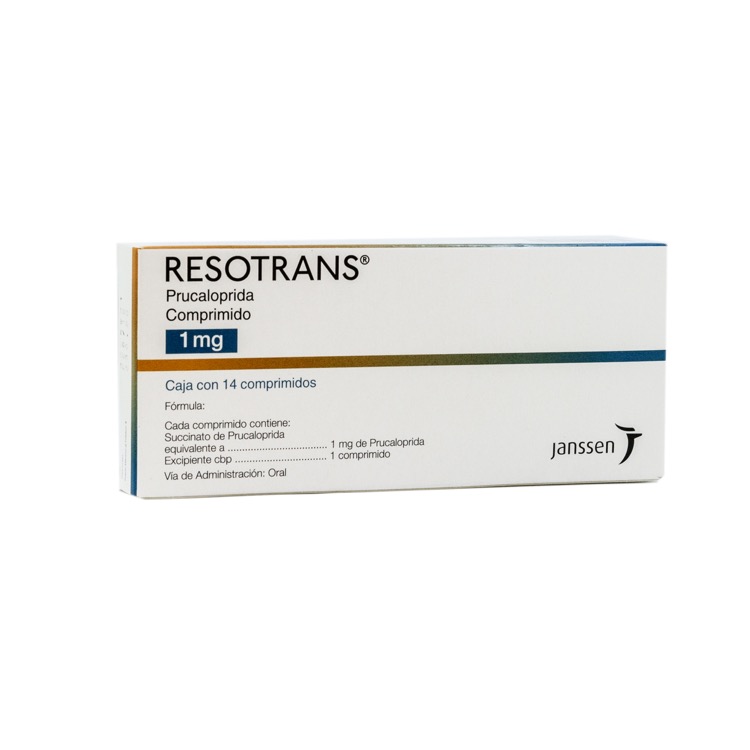 RESOTRANS®
Prucaloprida
Comprimido
1 mg
Caja con 14 comprimidos
Fórmula:
Cada comprimido contiene:
Succinato de Prucaloprida
equivalente a .................................. 1 mg de Prucaloprida
Excipiente cbp ............................... 1 comprimido
Vía de Administración: Oral
janssen